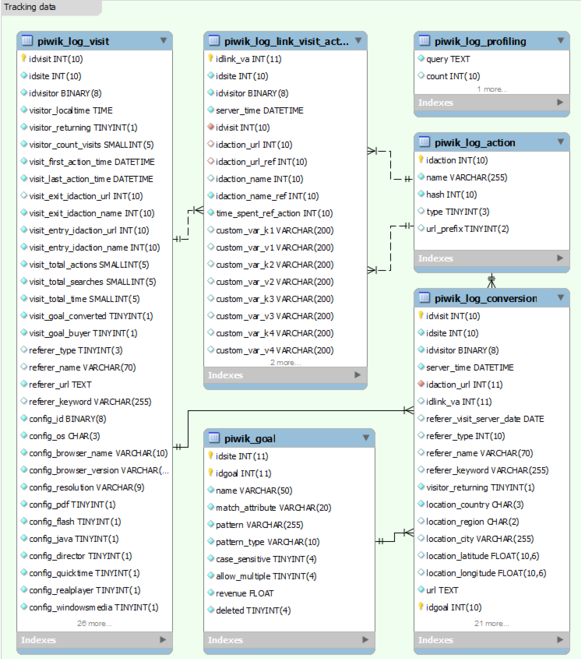 Tracking data
piwik_log_visit
idvisit INT(10)
idsite INT(10)
idvisitor BINARY(8)
visitor_localtime TIME
visitor_returning TINYINT(1)
visitor_count_visits SMALLINT(5)
visit_first_action_time DATETIME
visit_last_action_time DATETIME
visit_exit_idaction_url INT(10)
visit_exit_idaction_name INT(10)
visit_entry_idaction_url INT(10)
visit_entry_idaction_name INT(10)
visit_total_actions SMALLINT(5)
visit_total_searches SMALLINT(5)
visit_total_time SMALLINT(5)
visit_goal_converted TINYINT(1)
visit_goal_buyer TINYINT(1)
referer_type TINYINT(3)
referer_name VARCHAR(70)
referer_url TEXT
referer_keyword VARCHAR(255)
config_id BINARY(8)
config_os CHAR(3)
config_browser_name VARCHAR(10)
config_browser_version VARCHAR(...
config_resolution VARCHAR(9)
config_pdf TINYINT(1)
config_flash TINYINT(1)
config_java TINYINT(1)
config_director TINYINT(1)
config_quicktime TINYINT(1)
config_realplayer TINYINT(1)
config_windowsmedia TINYINT(1)
26 more...
Indexes
piwik_log_link_visit_act...
idlink_va INT(11)
idsite INT(10)
idvisitor BINARY(8)
server_time DATETIME
idvisit INT(10)
idaction_url INT(10)
idaction_url_ref INT(10)
idaction_name INT(10)
idaction_name_ref INT(10)
time_spent_ref_action INT(10)
custom_var_k1 VARCHAR(200)
custom_var_v1 VARCHAR(200)
custom_var_k2 VARCHAR(200)
custom_var_v2 VARCHAR(200)
custom_var_k3 VARCHAR(200)
custom_var_v3 VARCHAR(200)
custom_var_k4 VARCHAR(200)
custom_var_v4 VARCHAR(200)
2 more...
Indexes
piwik_goal
idsite INT(11)
idgoal INT(11)
name VARCHAR(50)
match_attribute VARCHAR(20)
pattern VARCHAR(255)
pattern_type VARCHAR(10)
case_sensitive TINYINT(4)
allow_multiple TINYINT(4)
revenue FLOAT
deleted TINYINT(4)
Indexes
piwik_log_profiling
query TEXT
count INT(10)
1 more...
Indexes
piwik_log_action
idaction INT(10)
name VARCHAR(255)
hash INT(10)
type TINYINT(3)
url_prefix TINYINT(2)
Indexes
piwik_log_conversion
idvisit INT(10)
idsite INT(10)
idvisitor BINARY(8)
server_time DATETIME
idaction_url INT(11)
idlink_va INT(11)
referer_visit_server_date DATE
referer_type INT(10)
referer_name VARCHAR(70)
referer_keyword VARCHAR(255)
visitor_returning TINYINT(1)
location_country CHAR(3)
location_region CHAR(2)
location_city VARCHAR(255)
location_latitude FLOAT(10,6)
location_longitude FLOAT(10,6)
url TEXT
idgoal INT(10)
21 more...
Indexes